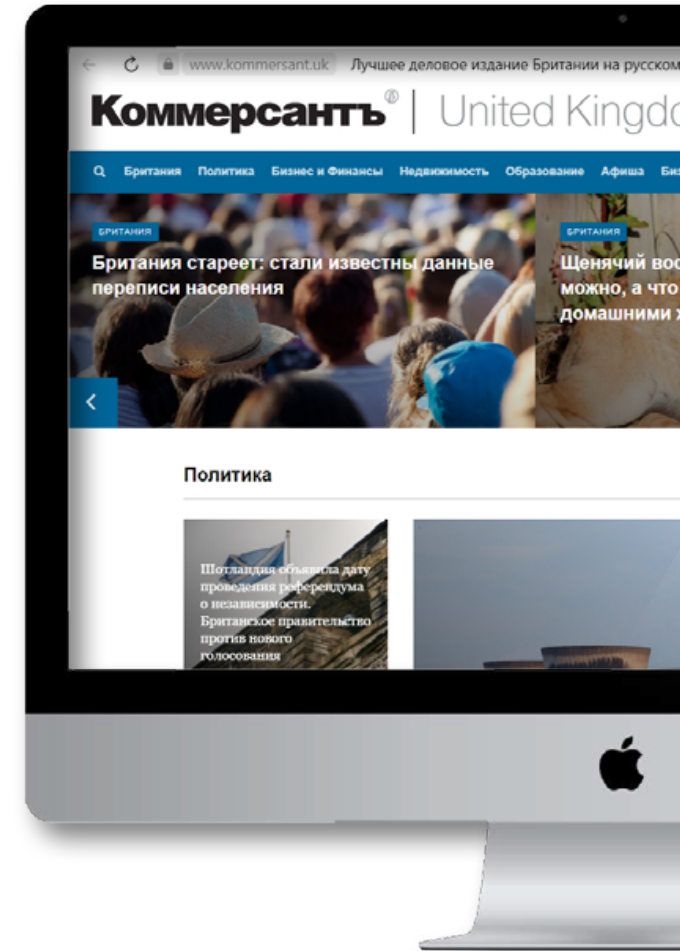 www.kommersant.uk Лучшее деловое издание Британии на русском
Коммерсантъ® | United Kingdo
Британия Политика Бизнес и Финансы Недвижимость Образование Афиша Биз
БРИТАНИЯ
Британия стареет: стали известны данные
переписи населения
БРИТАНИЯ
Щенячий вос
можно, а что
домашними
Политика
Шотландия объявила дату
проведения референдума
о независимости.
Британское правительство
против нового
голосования